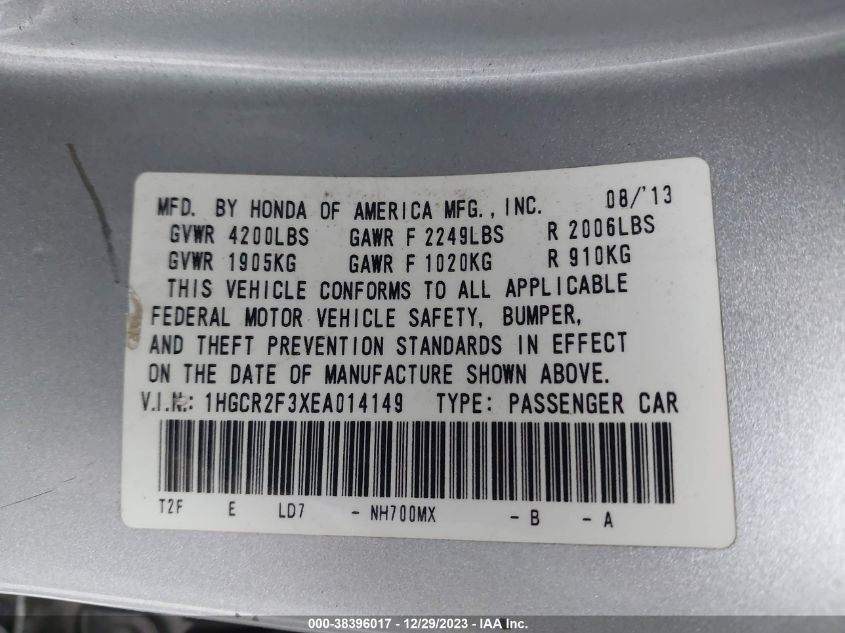 MFD. BY HONDA OF AMERICA MFG., INC. 08/'13
GVWR 4200LBS GAWR F 2249LBS R 2006LBS
GVWR 1905KG GAWR F 1020KG R 910KG
THIS VEHICLE CONFORMS TO ALL APPLICABLE
FEDERAL MOTOR VEHICLE SAFETY, BUMPER,
AND THEFT PREVENTION STANDARDS IN EFFECT
ON THE DATE OF MANUFACTURE SHOWN ABOVE.
V.I.N.: 1HGCR2F3XEA014149 TYPE: PASSENGER CAR
T2F E LD7 - NH700MX - B - A
000-38396017 - 12/29/2023 - IAA Inc.